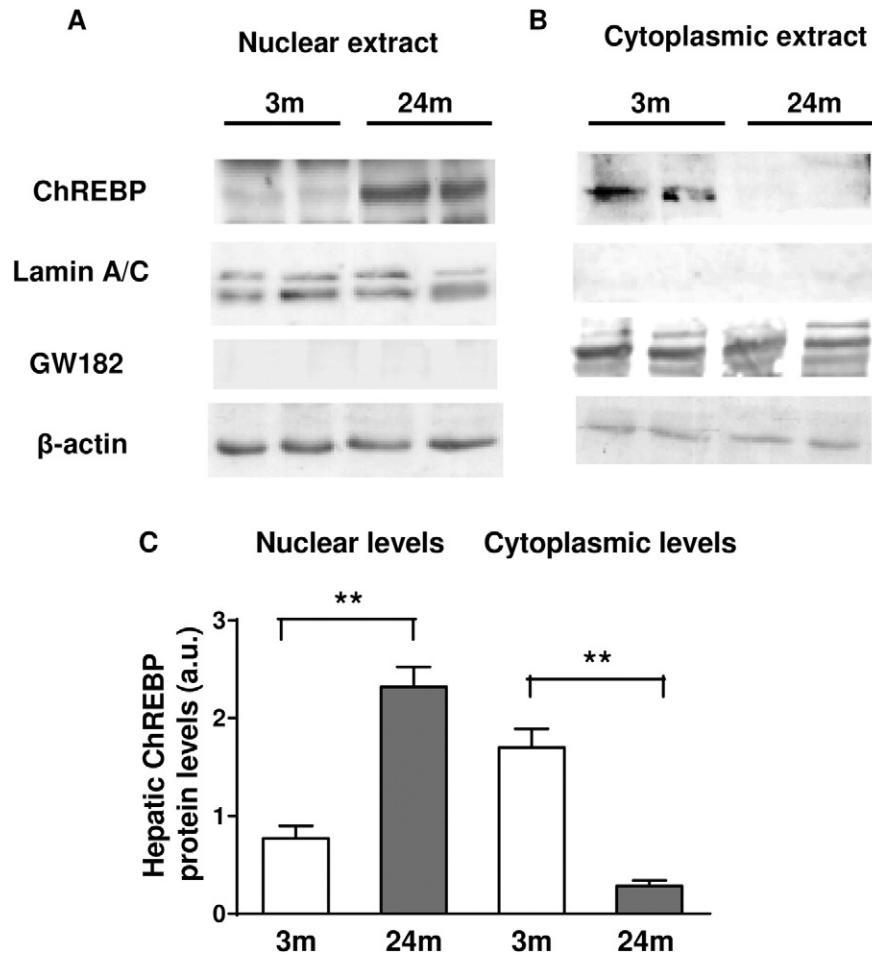 A
Nuclear extract
B
Cytoplasmic extract
3m 24m
3m 24m
ChREBP
Lamin A/C
GW182
β-actin
C
Nuclear levels Cytoplasmic levels
Hepatic ChREBP
protein levels (a.u.)
3
2
1
0
**
**
3m 24m 3m 24m